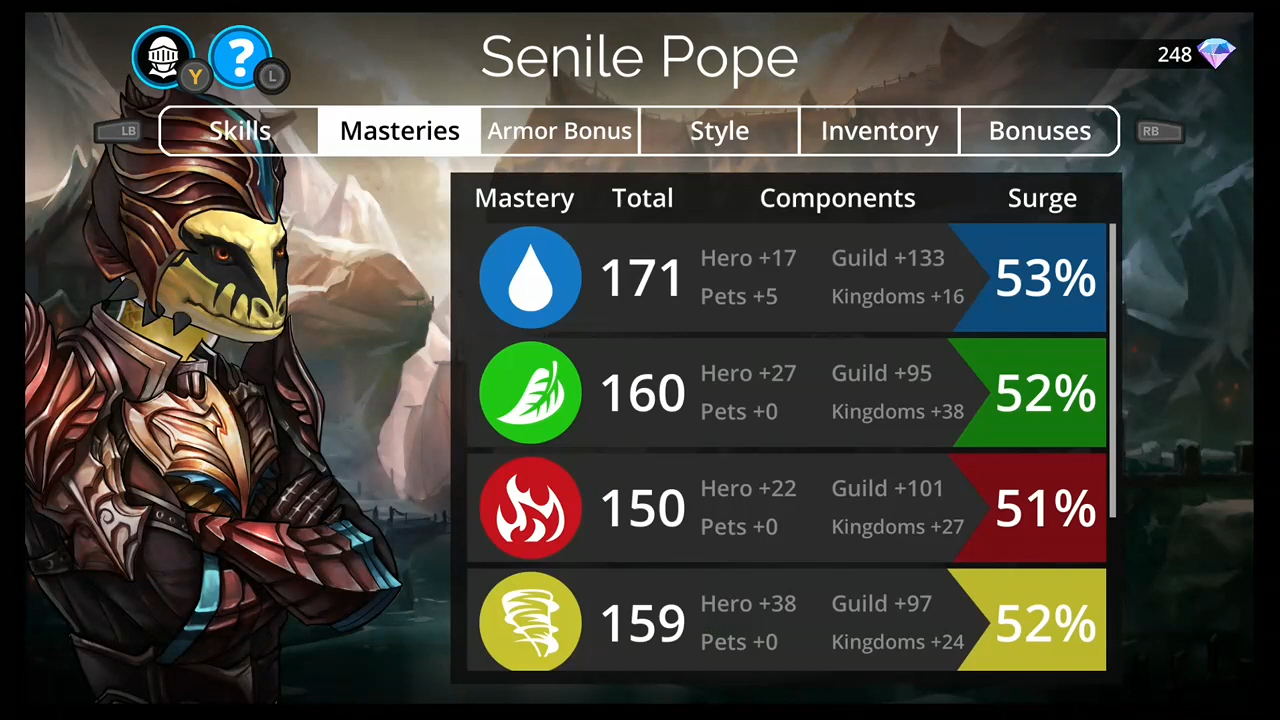 Senile Pope
?
Y
L
248
LB
Skills
Masteries
Armor Bonus
Style
Inventory
Bonuses
RB
Mastery Total Components Surge
171 Hero +17 Guild +133 53%
Pets +5 Kingdoms +16
160 Hero +27 Guild +95 52%
Pets +0 Kingdoms +38
150 Hero +22 Guild +101 51%
Pets +0 Kingdoms +27
159 Hero +38 Guild +97 52%
Pets +0 Kingdoms +24